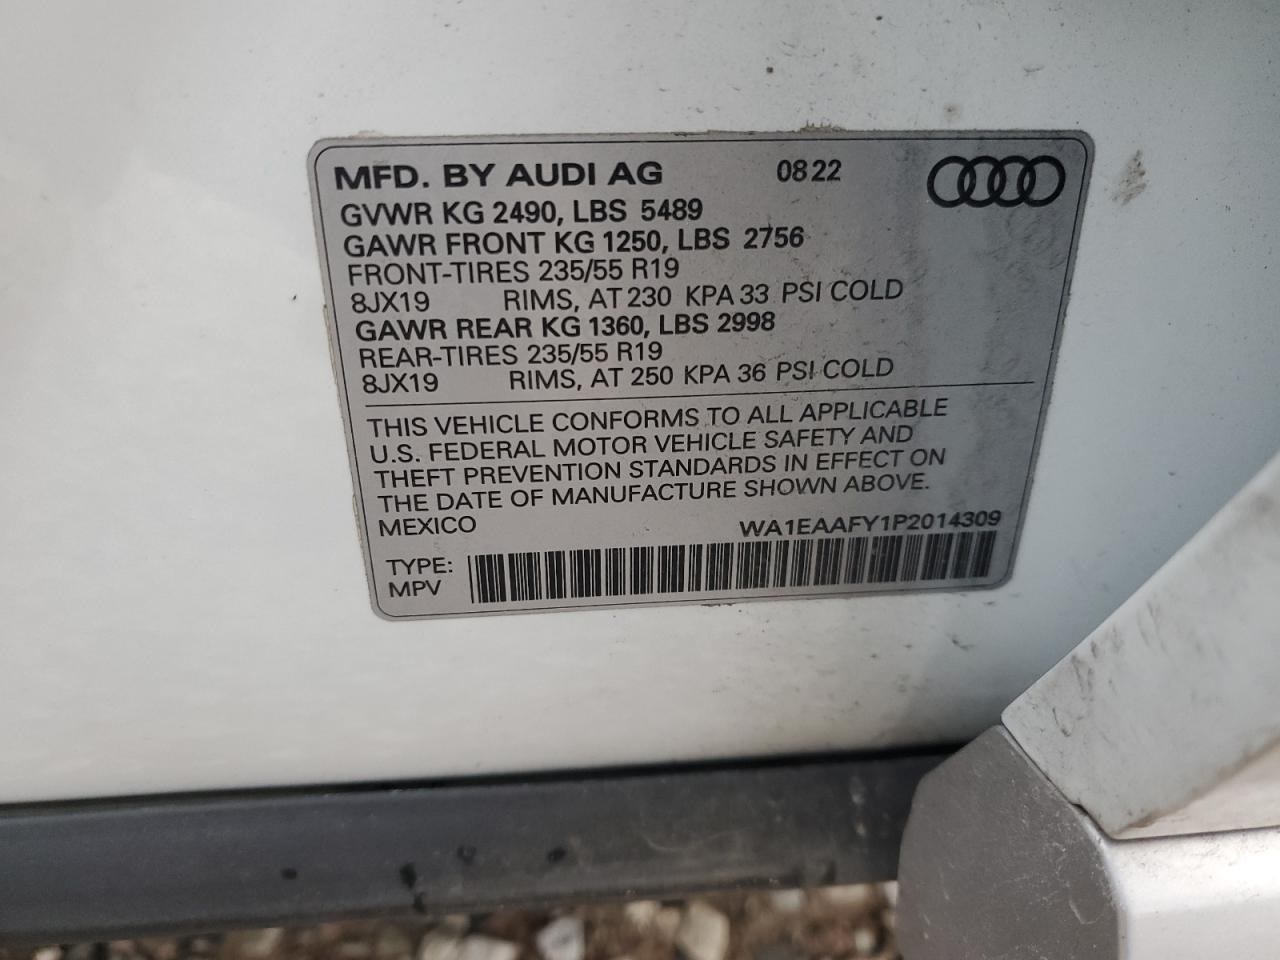 MFD. BY AUDI AG 0822
GVWR KG 2490, LBS 5489
GAWR FRONT KG 1250, LBS 2756
FRONT-TIRES 235/55 R19
8JX19 RIMS, AT 230 KPA 33 PSI COLD
GAWR REAR KG 1360, LBS 2998
REAR-TIRES 235/55 R19
8JX19 RIMS, AT 250 KPA 36 PSI COLD
THIS VEHICLE CONFORMS TO ALL APPLICABLE
U.S. FEDERAL MOTOR VEHICLE SAFETY AND
THEFT PREVENTION STANDARDS IN EFFECT ON
THE DATE OF MANUFACTURE SHOWN ABOVE.
MEXICO WA1EAAFY1P2014309
TYPE:
MPV